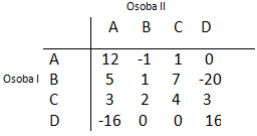 Osoba II
A B C D
A 12 -1 1 0
Osoba I B 5 1 7 -20
C 3 2 4 3
D -16 0 0 16